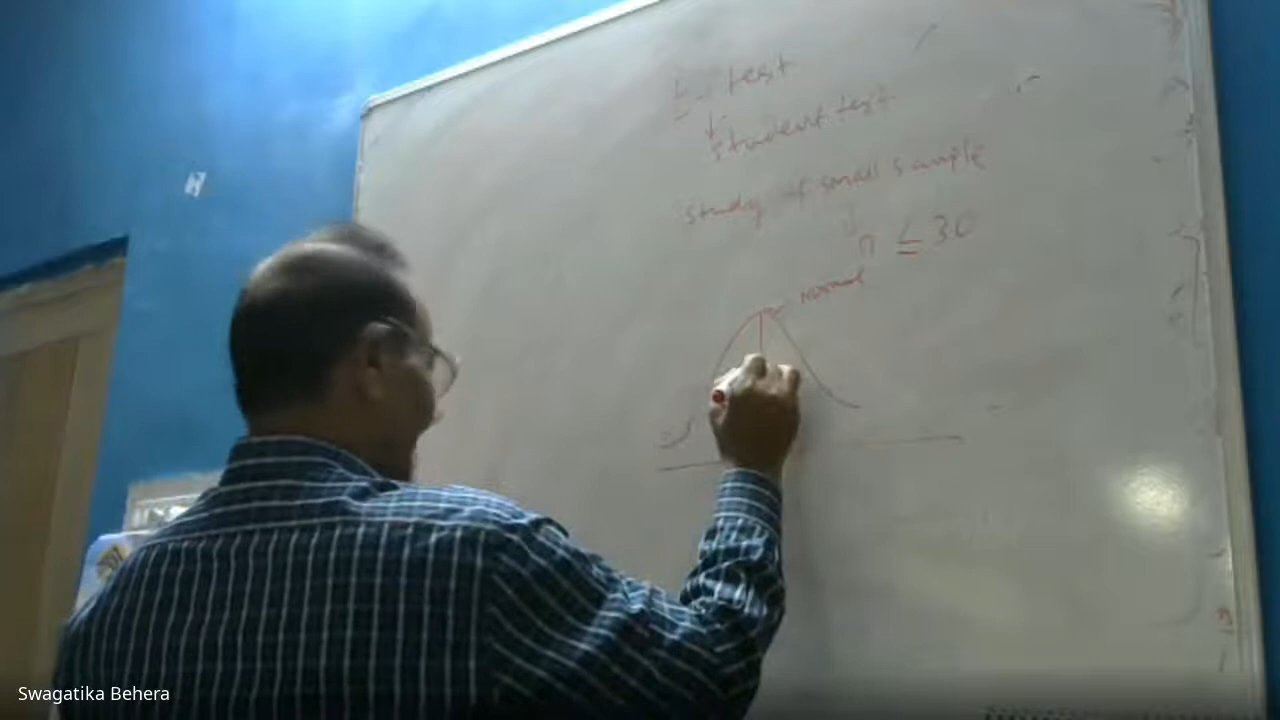 t - test
student test
study of small sample
n ≤ 30
Normal
Swagatika Behera